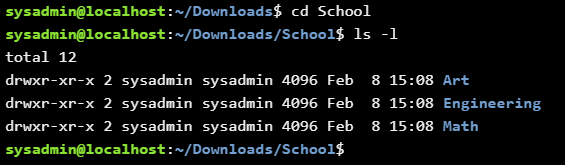 sysadmin@localhost:~/Downloads$ cd School
sysadmin@localhost:~/Downloads/School$ ls -l
total 12
drwxr-xr-x 2 sysadmin sysadmin 4096 Feb  8 15:08 Art
drwxr-xr-x 2 sysadmin sysadmin 4096 Feb  8 15:08 Engineering
drwxr-xr-x 2 sysadmin sysadmin 4096 Feb  8 15:08 Math
sysadmin@localhost:~/Downloads/School$